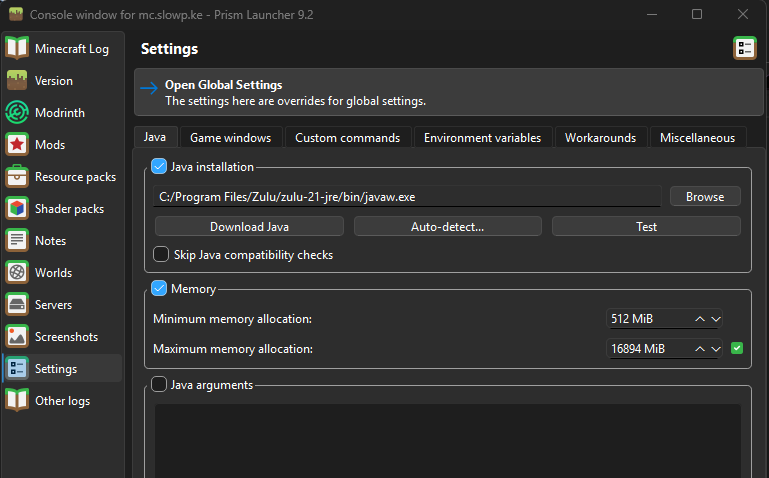 Console window for mc.slowp.ke - Prism Launcher 9.2
Minecraft Log
Version
Modrinth
Mods
Resource packs
Shader packs
Notes
Worlds
Servers
Screenshots
Settings
Other logs
Settings
Open Global Settings
The settings here are overrides for global settings.
Java Game windows Custom commands Environment variables Workarounds Miscellaneous
Java installation
C:/Program Files/Zulu/zulu-21-jre/bin/javaw.exe Browse
Download Java Auto-detect... Test
Skip Java compatibility checks
Memory
Minimum memory allocation: 512 MiB
Maximum memory allocation: 16894 MiB
Java arguments